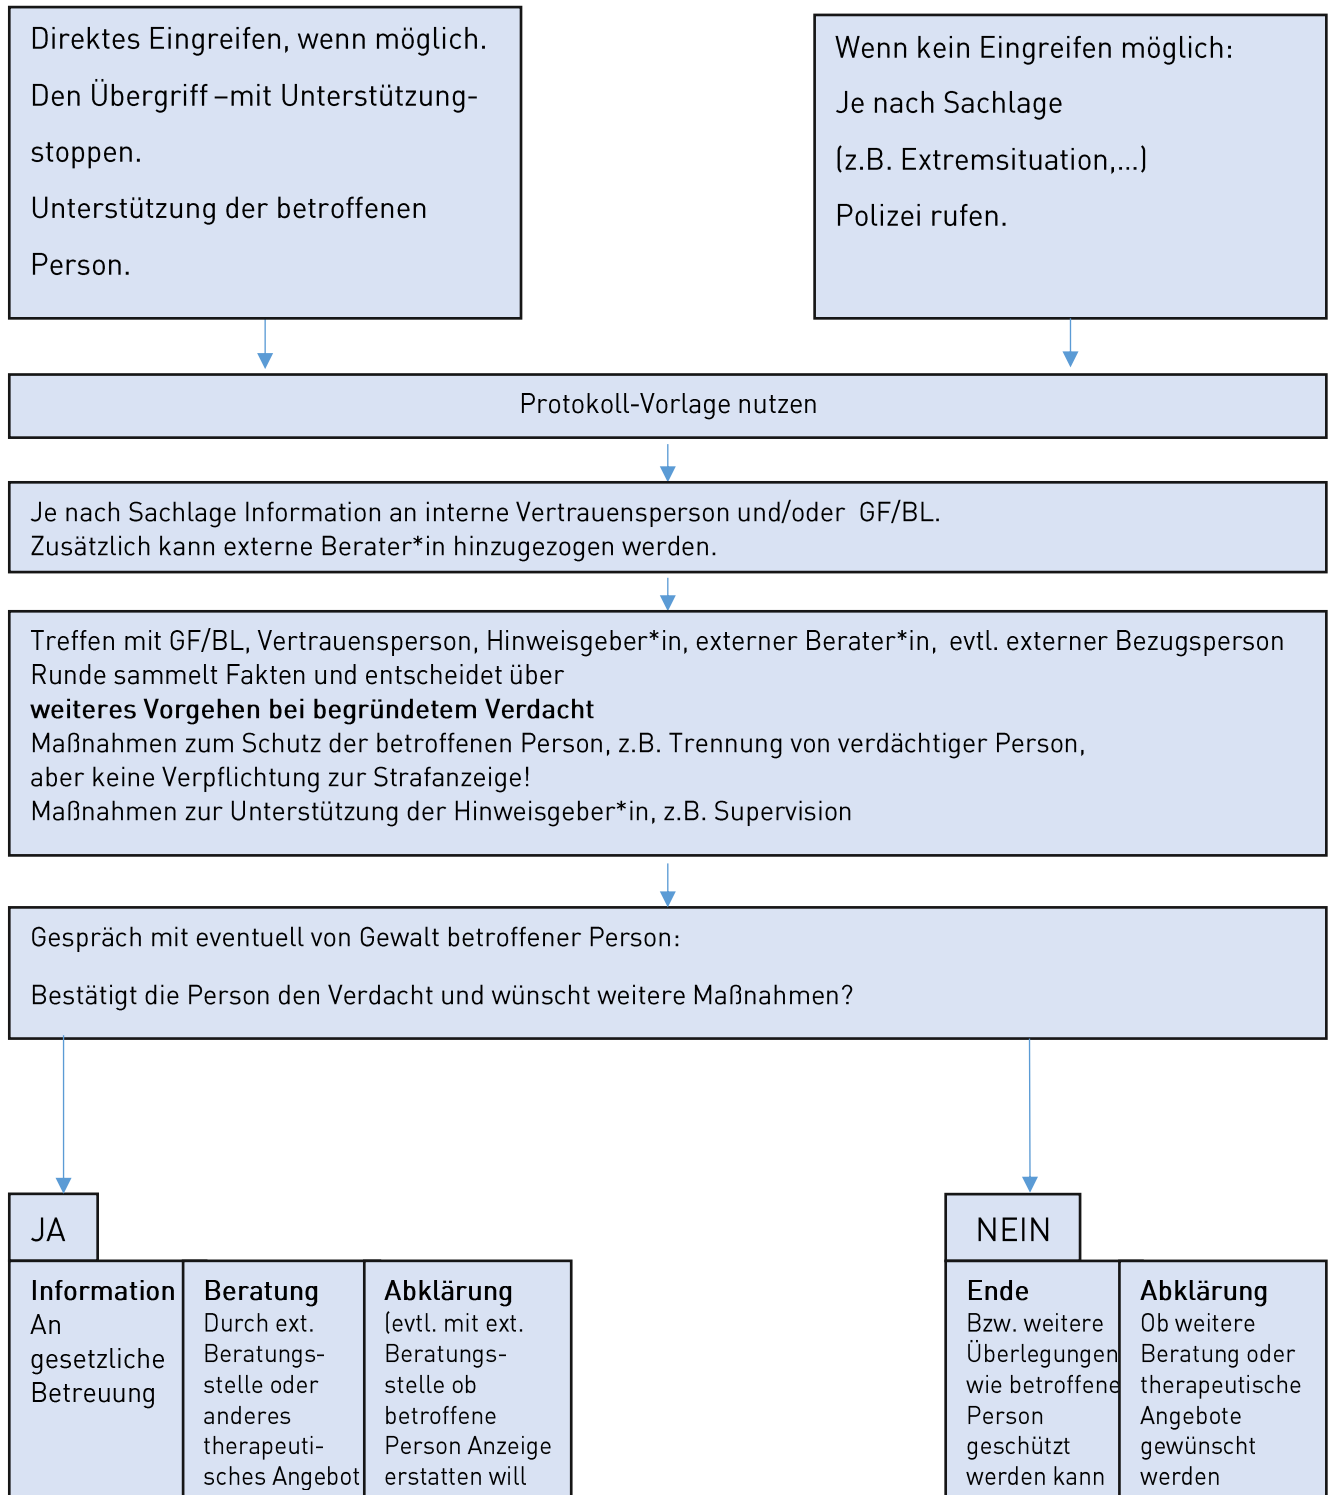 Direktes Eingreifen, wenn möglich.
Den Übergriff –mit Unterstützung-
stoppen.
Unterstützung der betroffenen
Person.
Wenn kein Eingreifen möglich:
Je nach Sachlage
(z.B. Extremsituation,...)
Polizei rufen.
Protokoll-Vorlage nutzen
Je nach Sachlage Information an interne Vertrauensperson und/oder GF/BL.
Zusätzlich kann externe Berater*in hinzugezogen werden.
Treffen mit GF/BL, Vertrauensperson, Hinweisgeber*in, externer Berater*in, evtl. externer Bezugsperson
Runde sammelt Fakten und entscheidet über
weiteres Vorgehen bei begründetem Verdacht
Maßnahmen zum Schutz der betroffenen Person, z.B. Trennung von verdächtiger Person,
aber keine Verpflichtung zur Strafanzeige!
Maßnahmen zur Unterstützung der Hinweisgeber*in, z.B. Supervision
Gespräch mit eventuell von Gewalt betroffener Person:
Bestätigt die Person den Verdacht und wünscht weitere Maßnahmen?
JA
Information
An
gesetzliche
Betreuung
Beratung
Durch ext.
Beratungs-
stelle oder
anderes
therapeuti-
sches Angebot
Abklärung
(evtl. mit ext.
Beratungs-
stelle ob
betroffene
Person Anzeige
erstatten will
NEIN
Ende
Bzw. weitere
Überlegungen
wie betroffene
Person
geschützt
werden kann
Abklärung
Ob weitere
Beratung oder
therapeutische
Angebote
gewünscht
werden